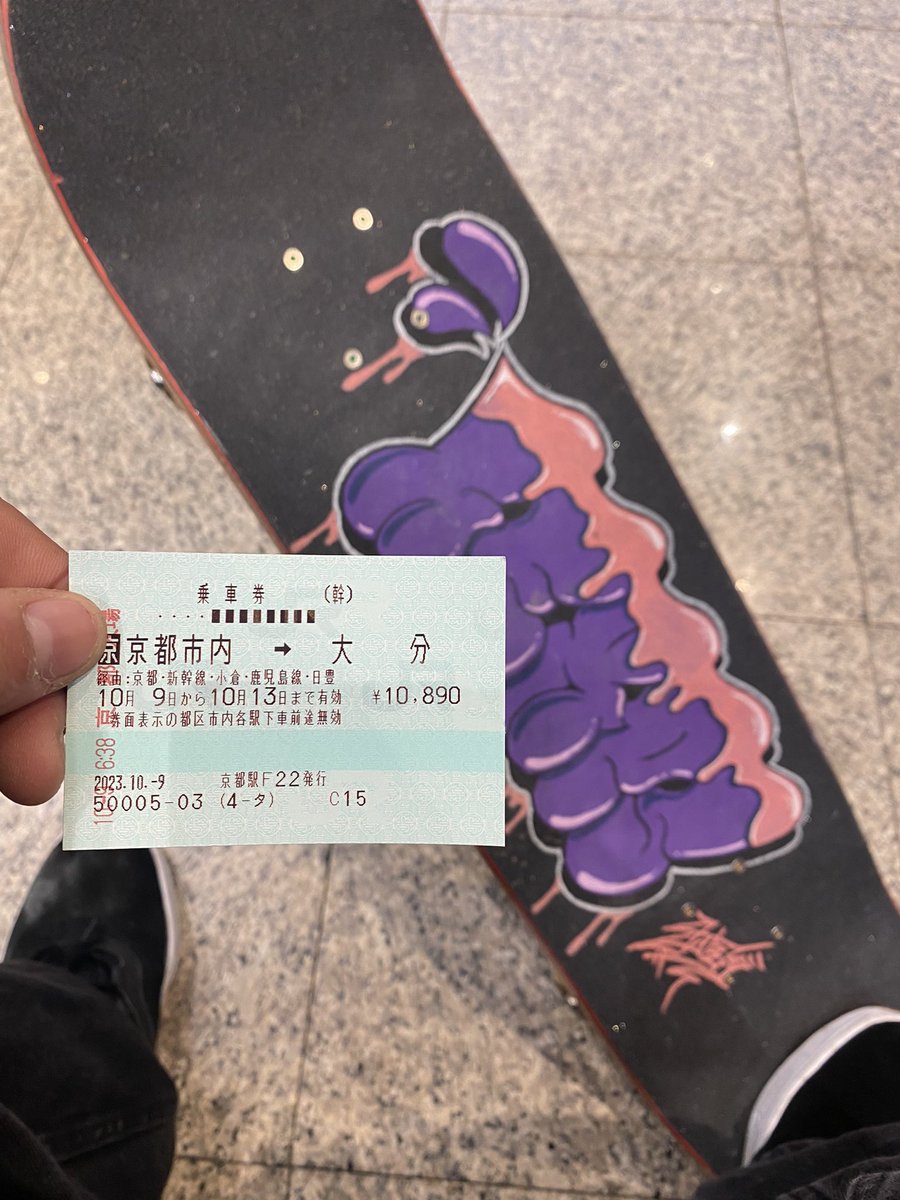 乗車券 (幹)
京 京都市内 → 大分
経由:京都・新幹線・小倉・鹿児島線・日豊
10月 9日から10月13日まで有効 ¥10,890
券面表示の都区市内各駅下車前途無効
2023.10.-9 京都駅F22発行
50005-03 (4-タ) C15
6:38